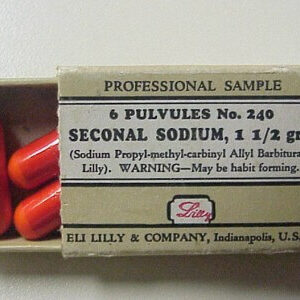 PROFESSIONAL SAMPLE
6 PULVULES No. 240
SECONAL SODIUM, 1 1/2 gr
(Sodium Propyl-methyl-carbinyl Allyl Barbitura
Lilly). WARNING—May be habit forming.
Lilly
ELI LILLY & COMPANY, Indianapolis, U. S.